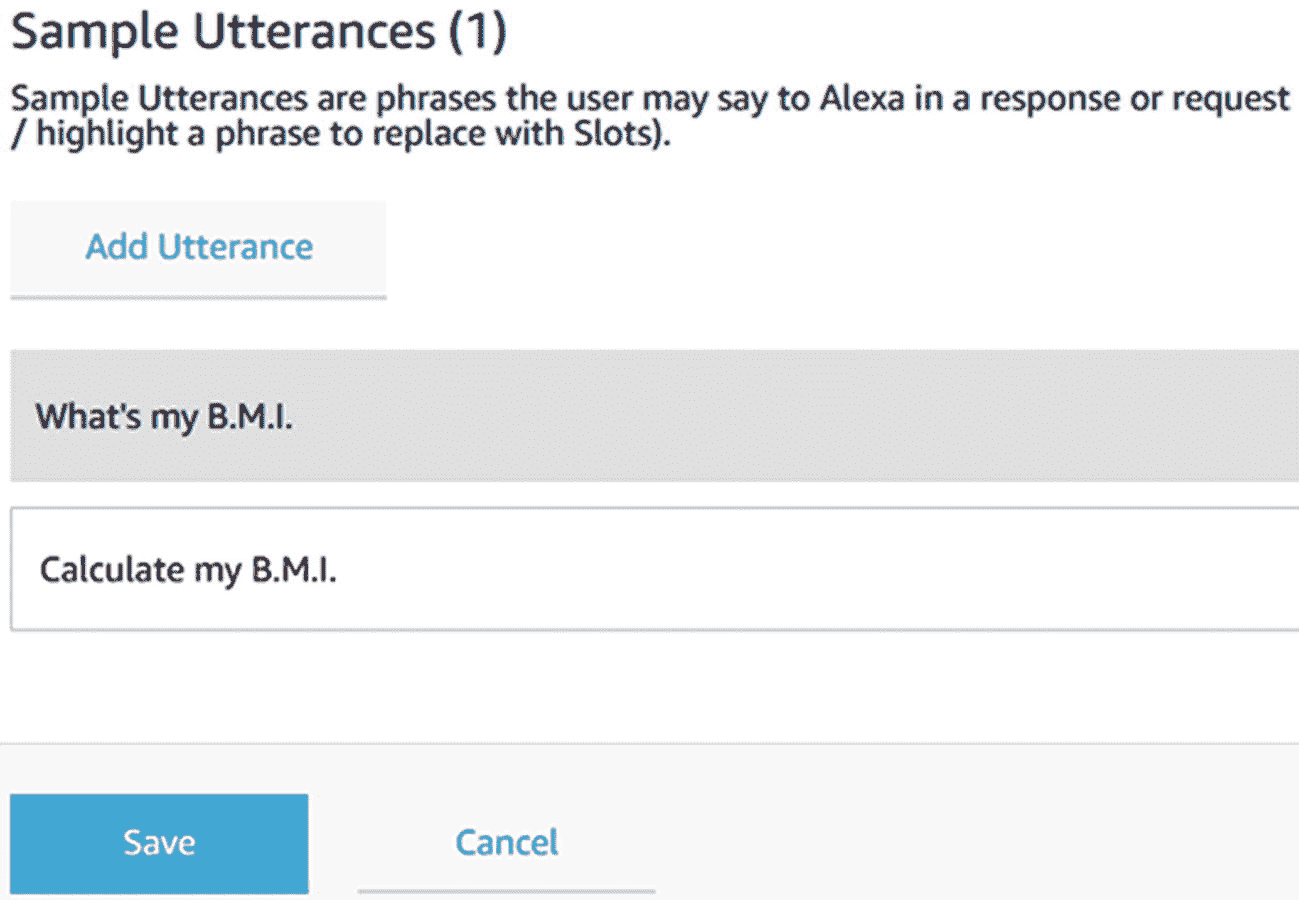 Sample Utterances (1)
Sample Utterances are phrases the user may say to Alexa in a response or request
/ highlight a phrase to replace with Slots).
Add Utterance
What's my B.M.I.
Calculate my B.M.I.
Save
Cancel